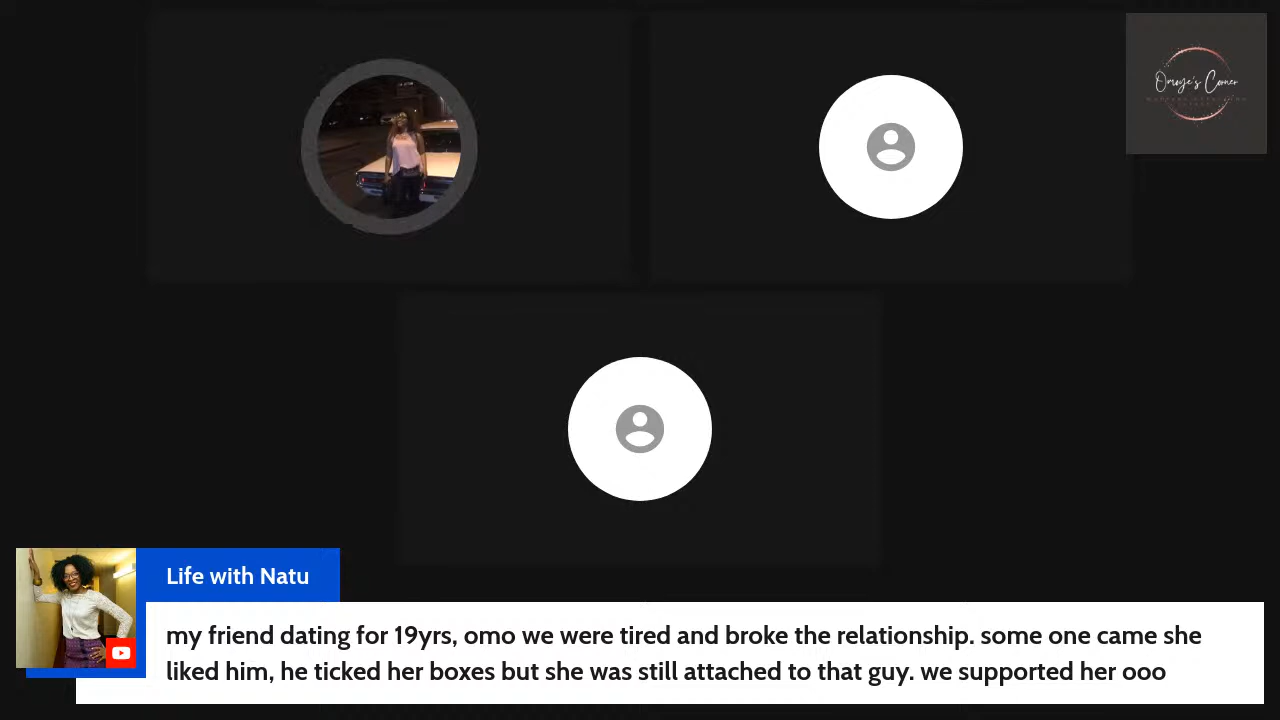 Omoye's Corner
Life with Natu
my friend dating for 19yrs, omo we were tired and broke the relationship. some one came she
liked him, he ticked her boxes but she was still attached to that guy. we supported her ooo